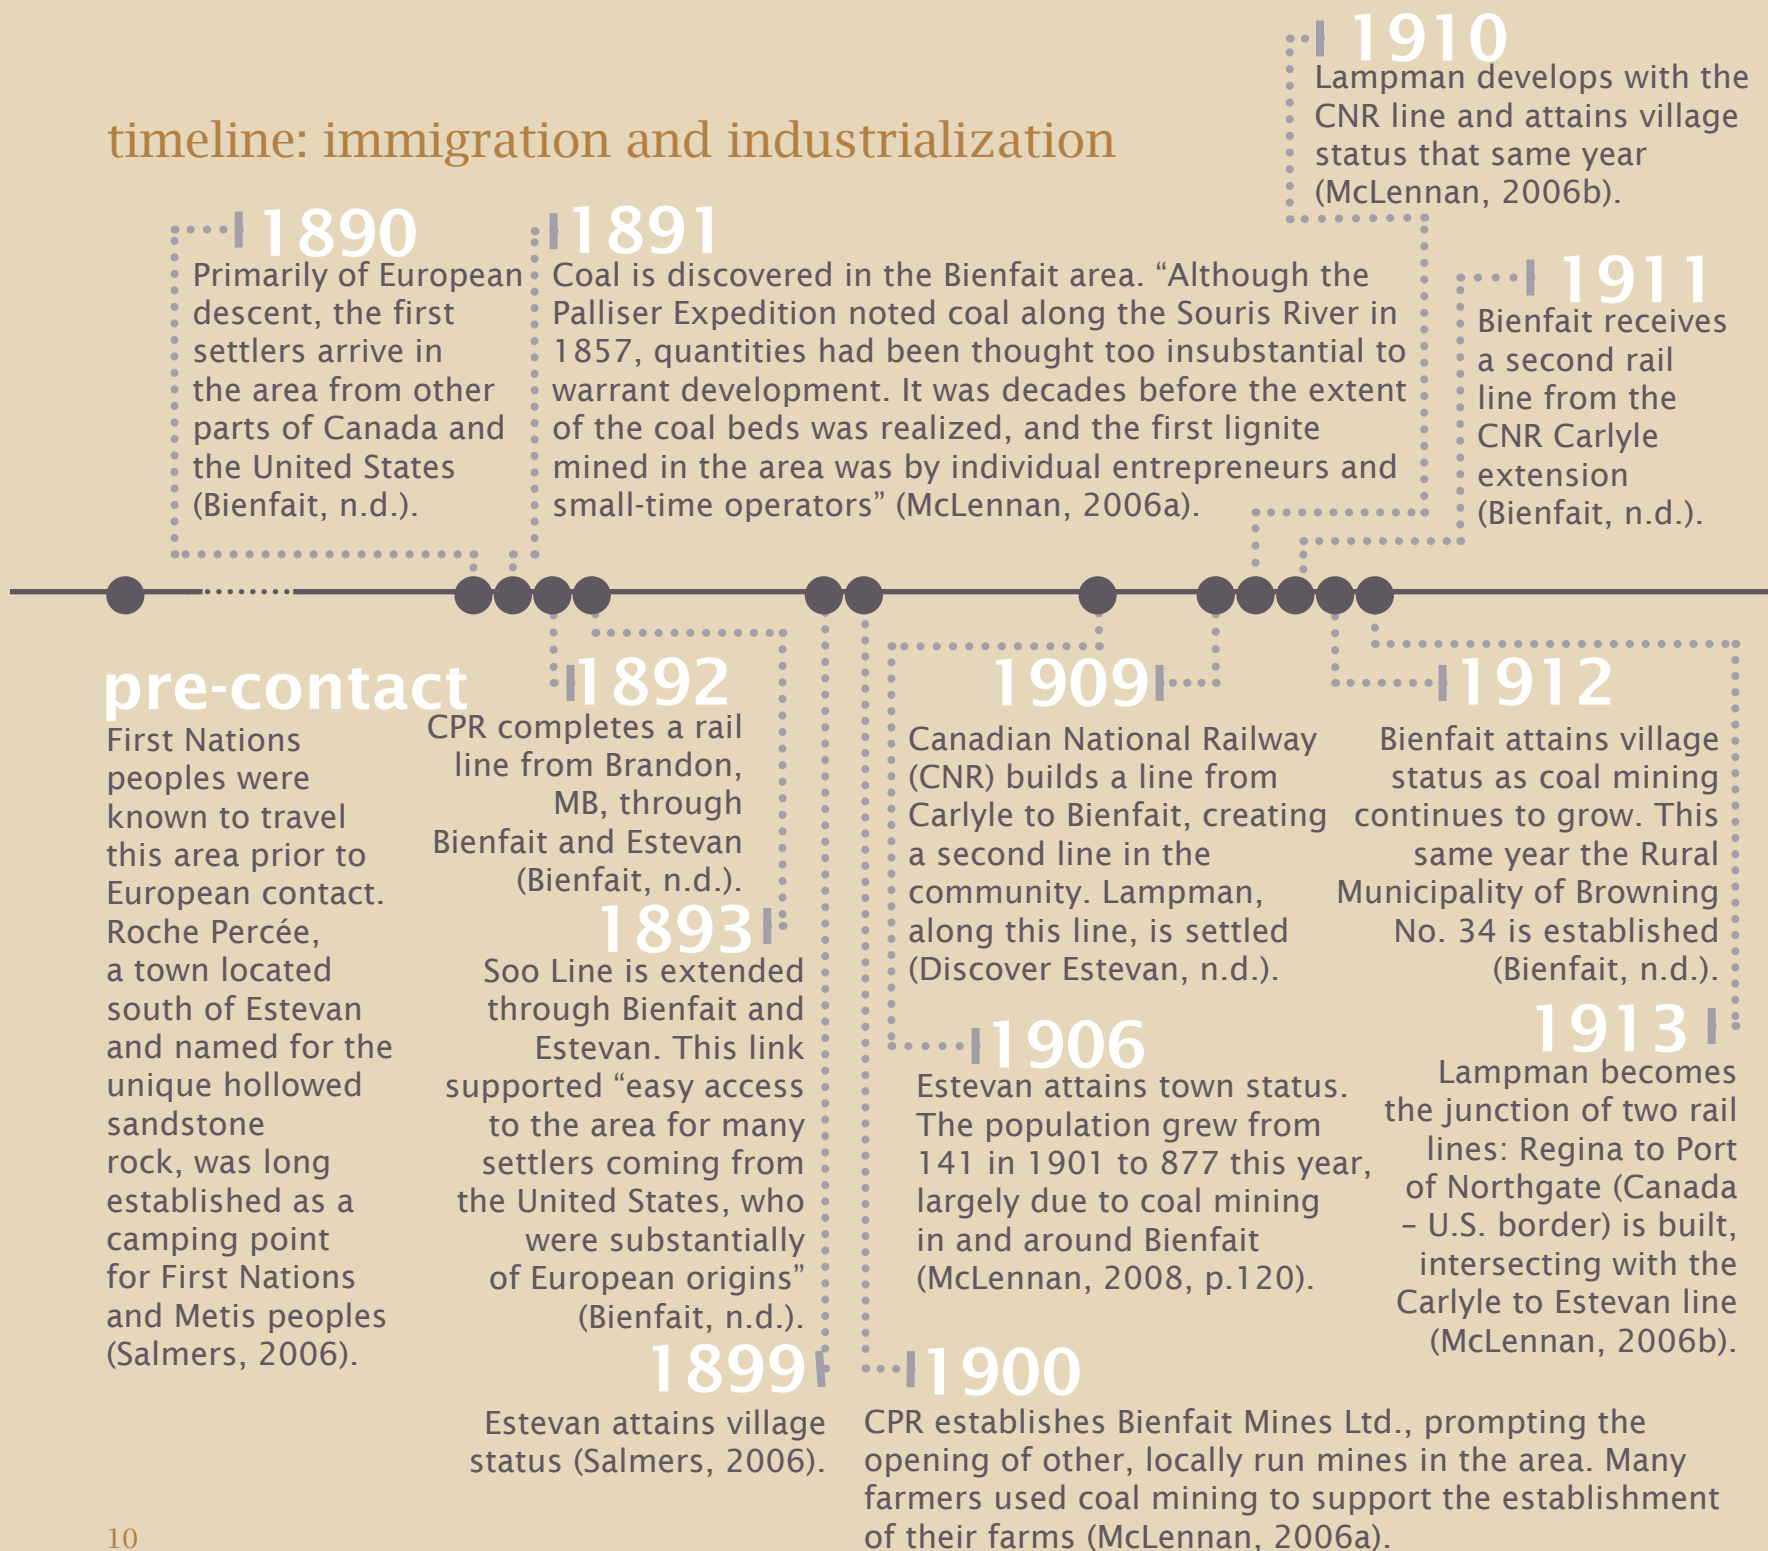 timeline: immigration and industrialization
pre-contact
First Nations
peoples were
known to travel
this area prior to
European contact.
Roche Percée,
a town located
south of Estevan
and named for the
unique hollowed
sandstone
rock, was long
established as a
camping point
for First Nations
and Metis peoples
(Salmers, 2006).
1890
Primarily of European
descent, the first
settlers arrive in
the area from other
parts of Canada and
the United States
(Bienfait, n.d.).
1891
Coal is discovered in the Bienfait area. “Although the
Palliser Expedition noted coal along the Souris River in
1857, quantities had been thought too insubstantial to
warrant development. It was decades before the extent
of the coal beds was realized, and the first lignite
mined in the area was by individual entrepreneurs and
small-time operators” (McLennan, 2006a).
1892
CPR completes a rail
line from Brandon,
MB, through
Bienfait and Estevan
(Bienfait, n.d.).
1893
Soo Line is extended
through Bienfait and
Estevan. This link
supported “easy access
to the area for many
settlers coming from
the United States, who
were substantially
of European origins”
(Bienfait, n.d.).
1899
Estevan attains village
status (Salmers, 2006).
1900
CPR establishes Bienfait Mines Ltd., prompting the
opening of other, locally run mines in the area. Many
farmers used coal mining to support the establishment
of their farms (McLennan, 2006a).
1906
Estevan attains town status.
The population grew from
141 in 1901 to 877 this year,
largely due to coal mining
in and around Bienfait
(McLennan, 2008, p.120).
1909
Canadian National Railway
(CNR) builds a line from
Carlyle to Bienfait, creating
a second line in the
community. Lampman,
along this line, is settled
(Discover Estevan, n.d.).
1910
Lampman develops with the
CNR line and attains village
status that same year
(McLennan, 2006b).
1911
Bienfait receives
a second rail
line from the
CNR Carlyle
extension
(Bienfait, n.d.).
1912
Bienfait attains village
status as coal mining
continues to grow. This
same year the Rural
Municipality of Browning
No. 34 is established
(Bienfait, n.d.).
1913
Lampman becomes
the junction of two rail
lines: Regina to Port
of Northgate (Canada
– U.S. border) is built,
intersecting with the
Carlyle to Estevan line
(McLennan, 2006b).
10